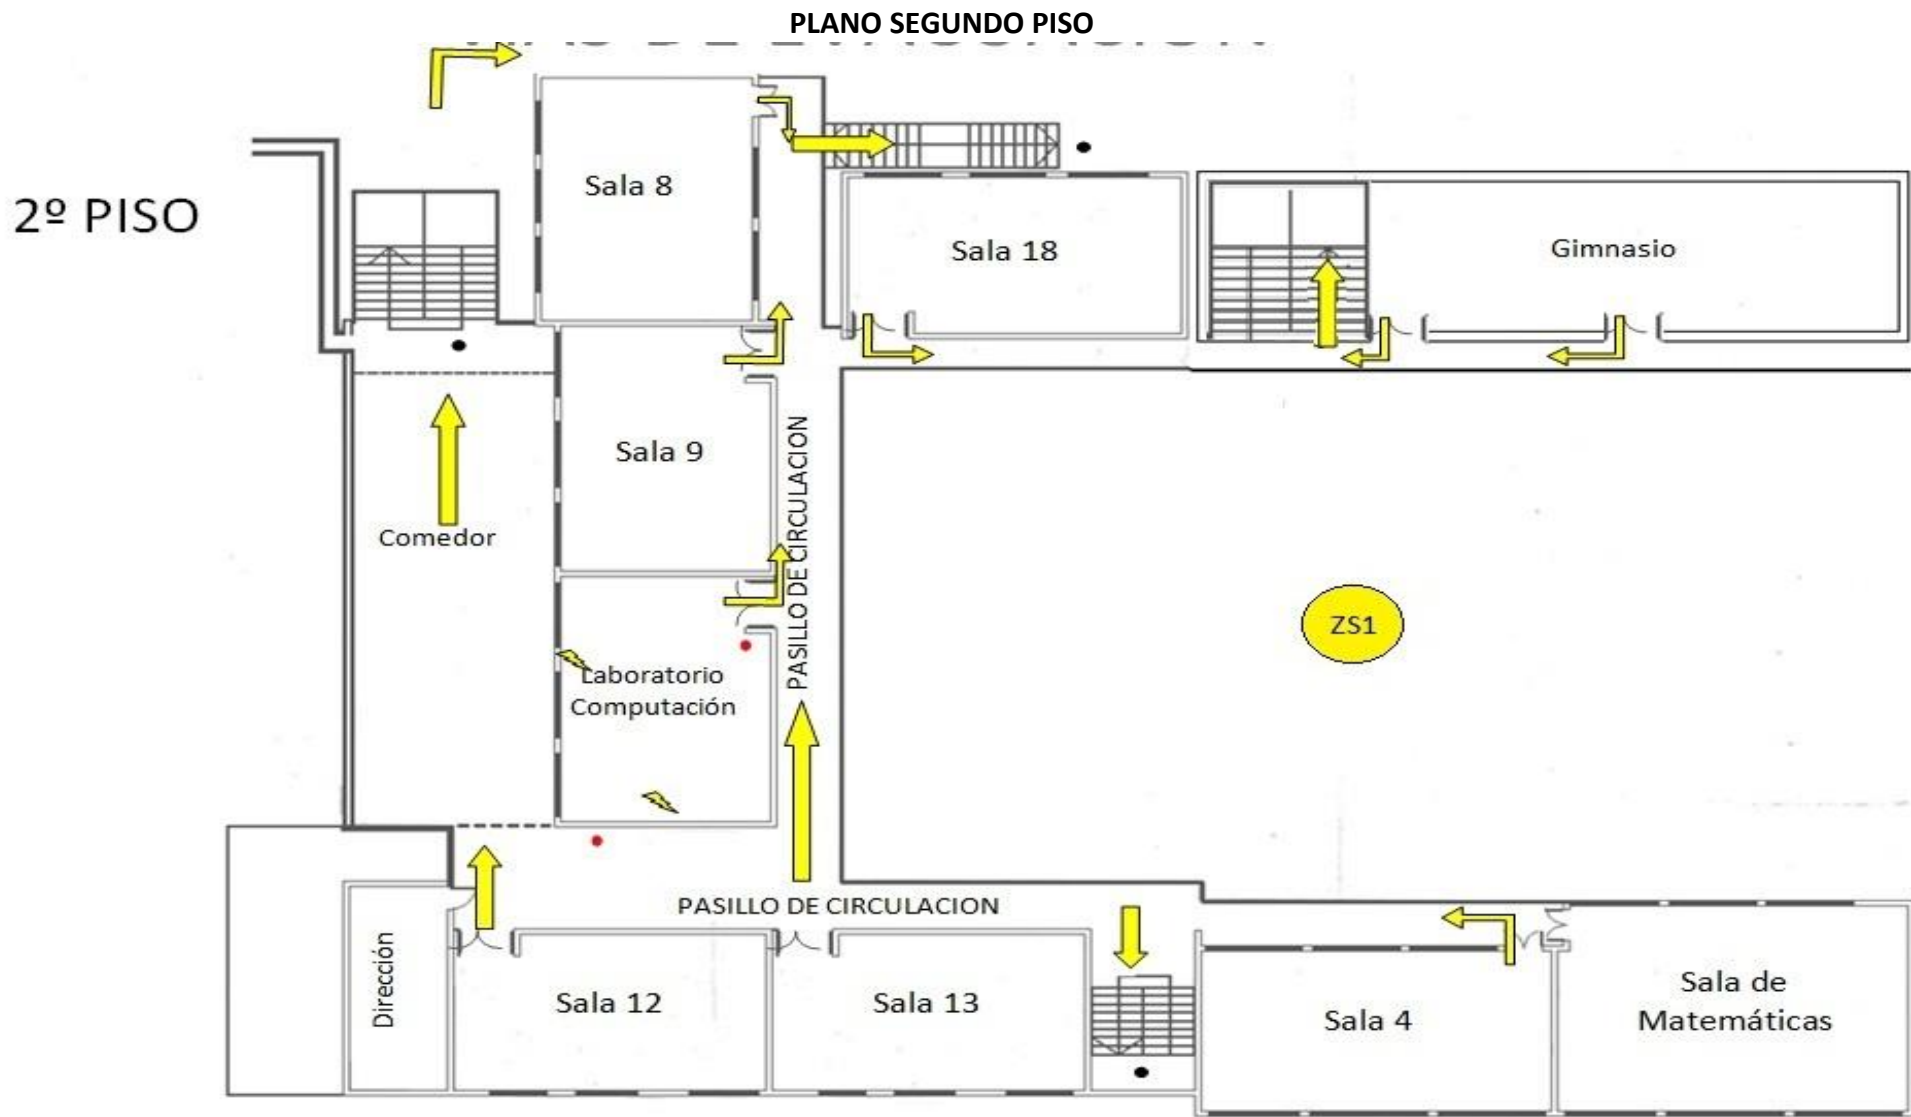 PLANO SEGUNDO PISO
2º PISO
Sala 8
Sala 18
Gimnasio
Sala 9
Comedor
PASILLO DE CIRCULACION
ZS1
Laboratorio
Computación
PASILLO DE CIRCULACION
Dirección
Sala 12
Sala 13
Sala 4
Sala de
Matemáticas